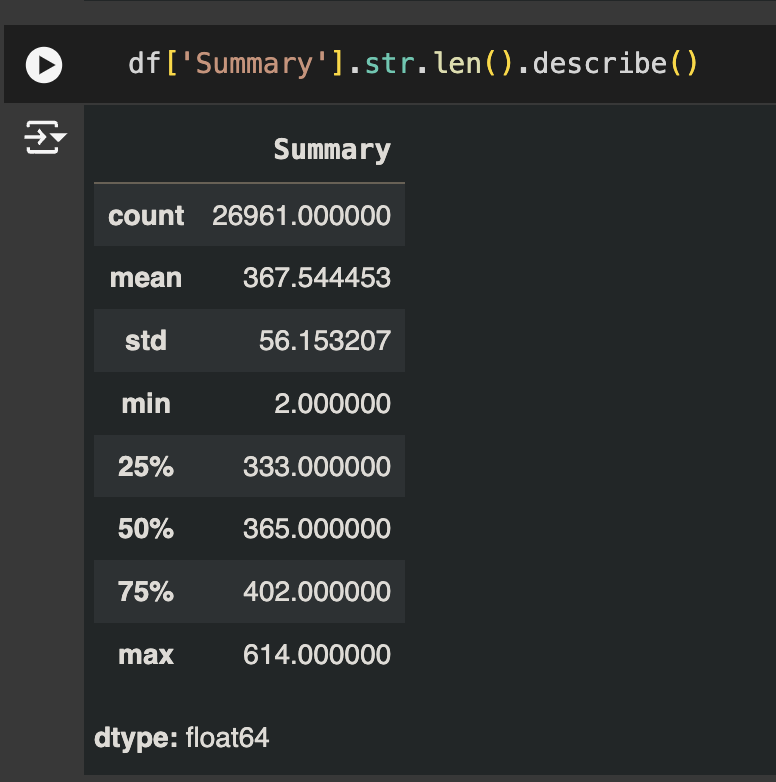 df['Summary'].str.len().describe()
Summary
count 26961.000000
mean 367.544453
std 56.153207
min 2.000000
25% 333.000000
50% 365.000000
75% 402.000000
max 614.000000
dtype: float64